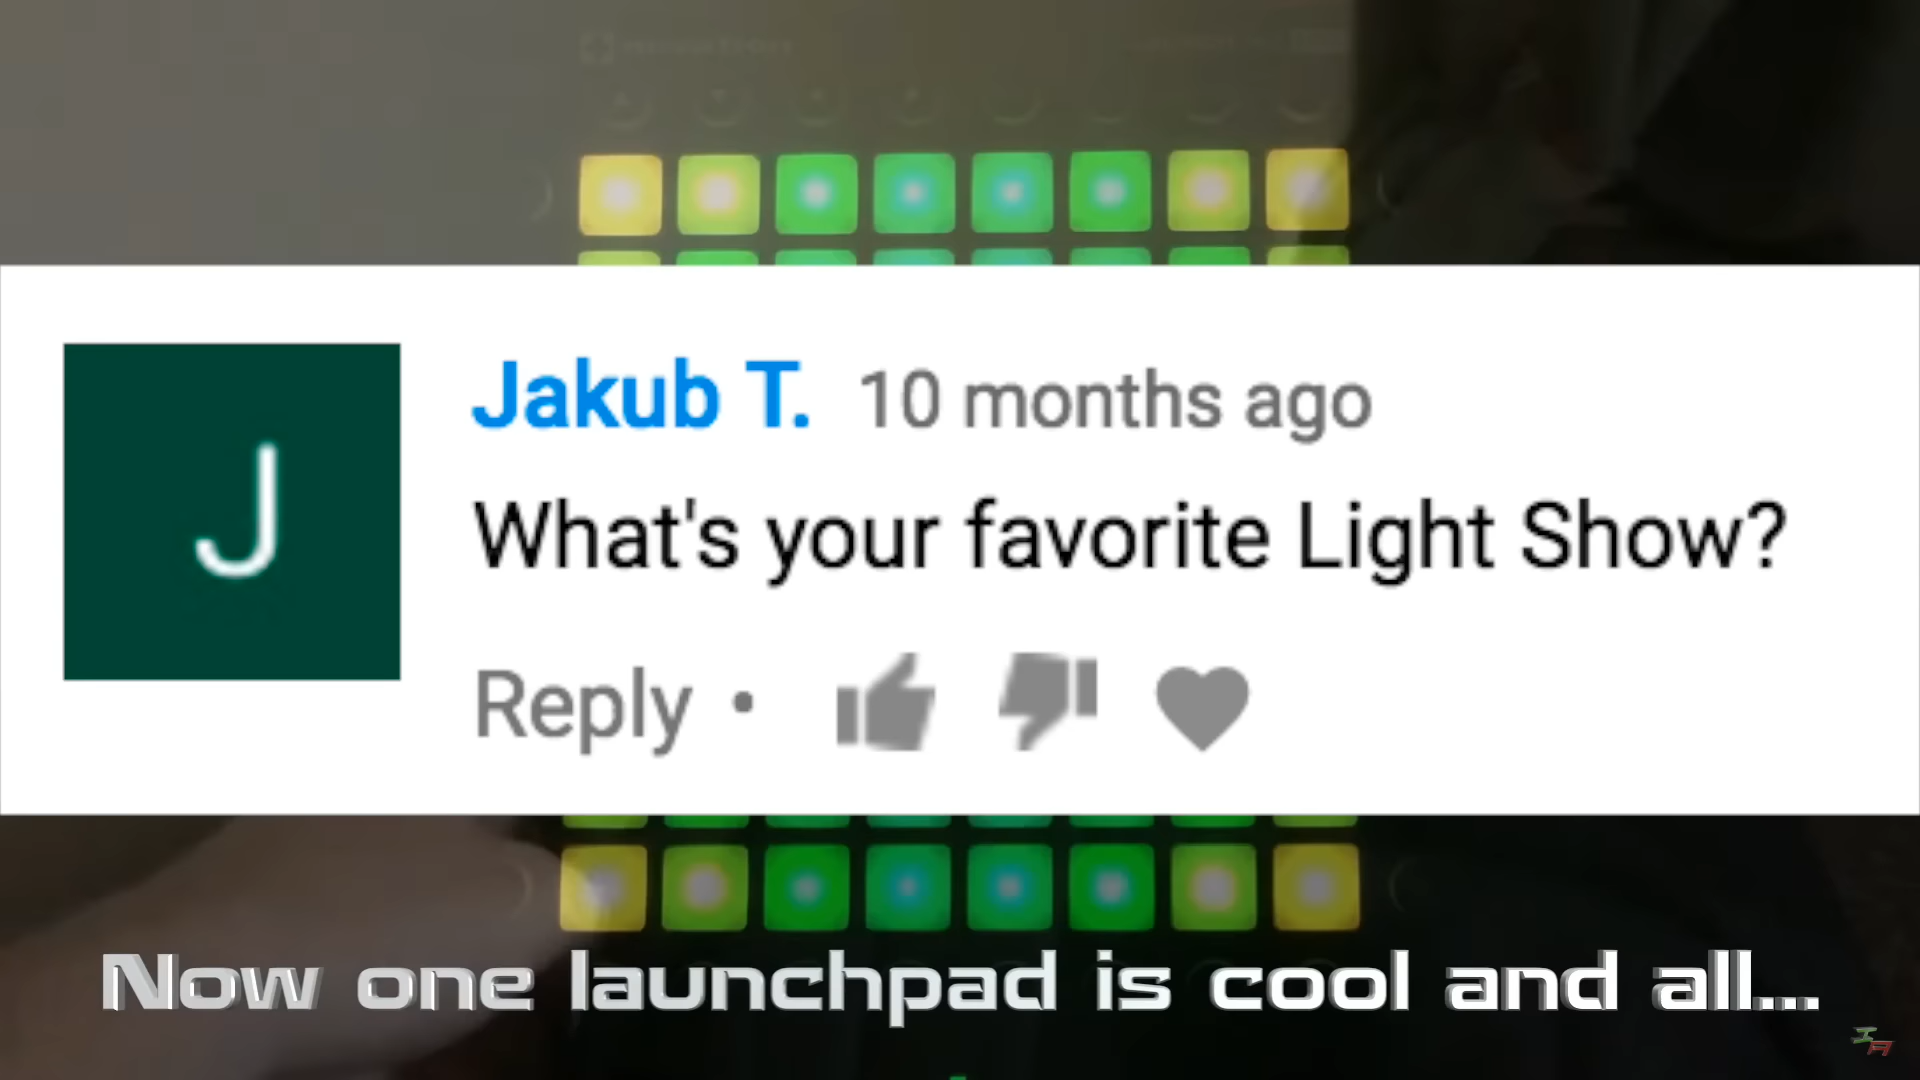 J
Jakub T. 10 months ago
What's your favorite Light Show?
Reply •
Now one launchpad is cool and all...